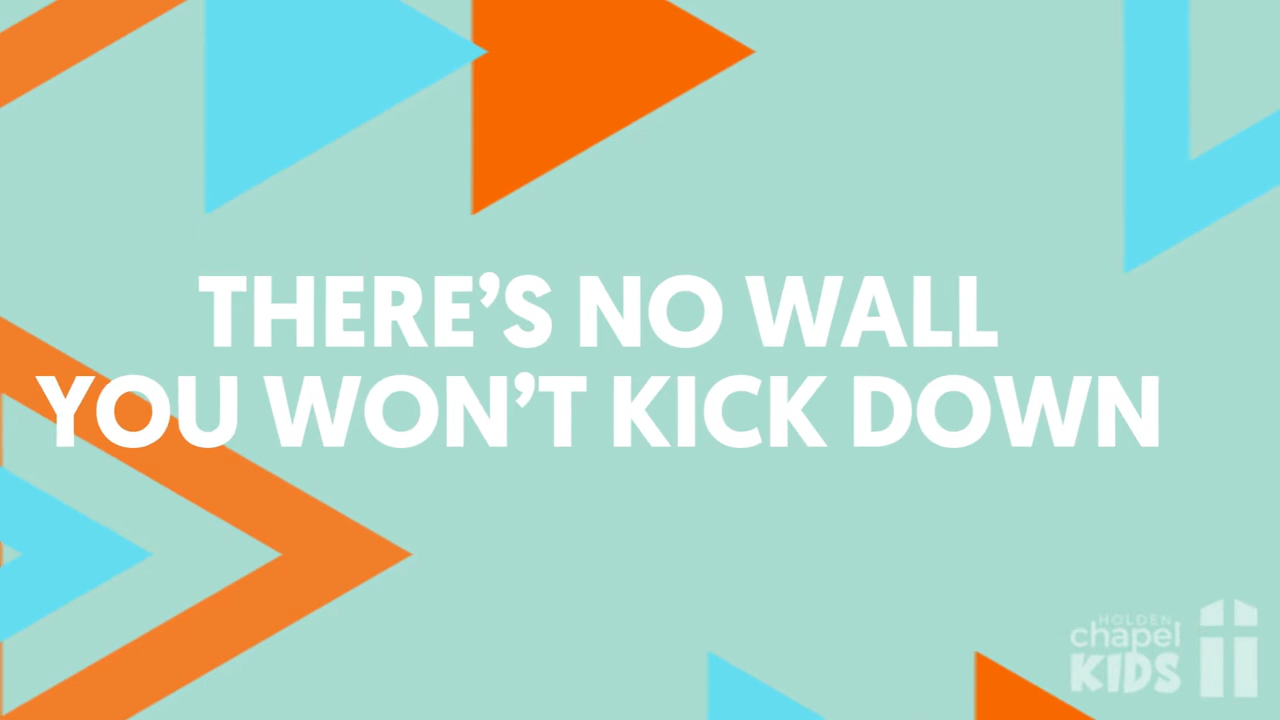 THERE’S NO WALL
YOU WON’T KICK DOWN
HOLDEN
chapel
KIDS